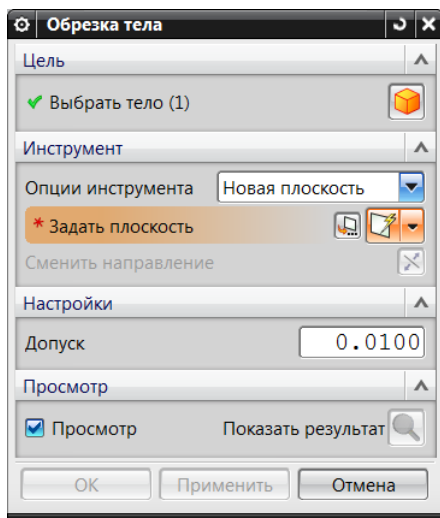 Обрезка тела
Цель
Выбрать тело (1)
Инструмент
Опции инструмента Новая плоскость
* Задать плоскость
Сменить направление
Настройки
Допуск 0.0100
Просмотр
Просмотр Показать результат
OK Применить Отмена